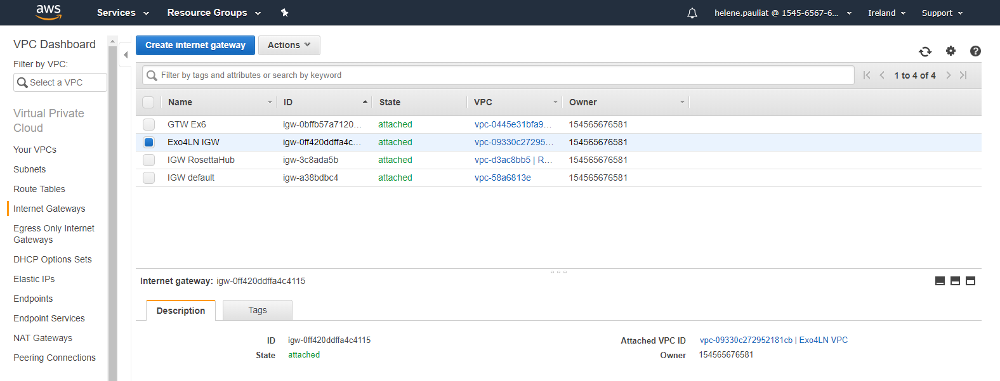 aws Services Resource Groups helene.pauliat @ 1545-6567-6... Ireland Support
VPC Dashboard
Filter by VPC:
Select a VPC
Virtual Private
Cloud
Your VPCs
Subnets
Route Tables
Internet Gateways
Egress Only Internet
Gateways
DHCP Options Sets
Elastic IPs
Endpoints
Endpoint Services
NAT Gateways
Peering Connections
Create internet gateway Actions
Filter by tags and attributes or search by keyword 1 to 4 of 4
Name ID State VPC Owner
GTW Ex6 igw-0bffb57a7120... attached vpc-0445e31bfa9... 154565676581
Exo4LN IGW igw-0ff420ddffa4c... attached vpc-09330c27295... 154565676581
IGW RosettaHub igw-3c8ada5b attached vpc-d3ac8bb5 | R... 154565676581
IGW default igw-a38bdbc4 attached vpc-58a6813e 154565676581
Internet gateway: igw-0ff420ddffa4c4115
Description Tags
ID igw-0ff420ddffa4c4115 Attached VPC ID vpc-09330c272952181cb | Exo4LN VPC
State attached Owner 154565676581